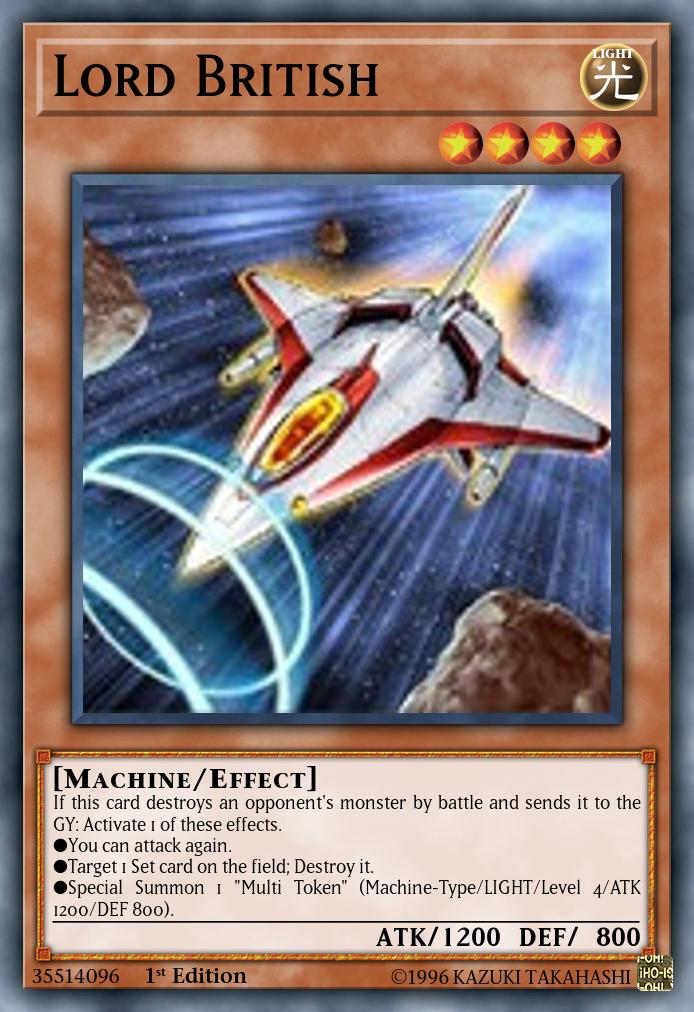 Lord British
LIGHT
光
[Machine/Effect]
If this card destroys an opponent's monster by battle and sends it to the
GY: Activate 1 of these effects.
●You can attack again.
●Target 1 Set card on the field; Destroy it.
●Special Summon 1 "Multi Token" (Machine-Type/LIGHT/Level 4/ATK
1200/DEF 800).
ATK/1200 DEF/ 800
35514096 1st Edition ©1996 KAZUKI TAKAHASHI